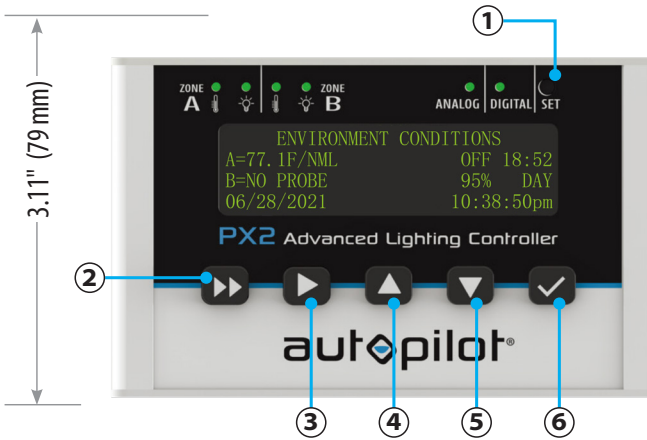 1
3.11" (79 mm)
ZONE A
ZONE B
ANALOG DIGITAL SET
ENVIRONMENT CONDITIONS
A=77.1F/NML OFF 18:52
B=NO PROBE 95% DAY
06/28/2021 10:38:50pm
PX2 Advanced Lighting Controller
2
autopilot®
3 4 5 6